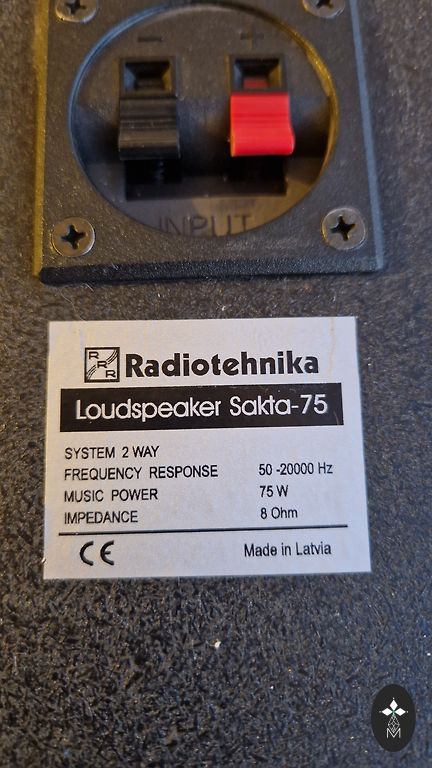 - +
INPUT
RRR Radiotehnika
Loudspeaker Sakta-75
SYSTEM 2 WAY
FREQUENCY RESPONSE 50 -20000 Hz
MUSIC POWER 75 W
IMPEDANCE 8 Ohm
CE Made in Latvia
M